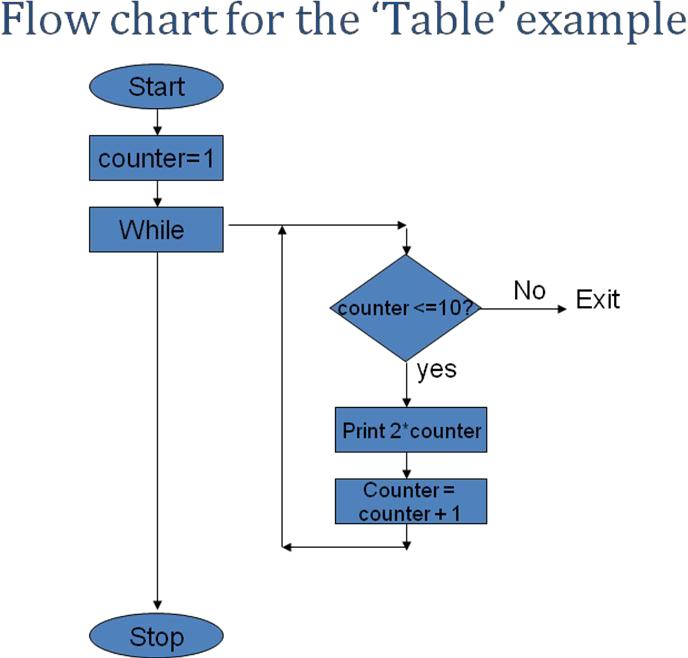 Flow chart for the ‘Table’ example
Start
counter=1
While
counter <=10?
No
Exit
yes
Print 2*counter
Counter =
counter + 1
Stop